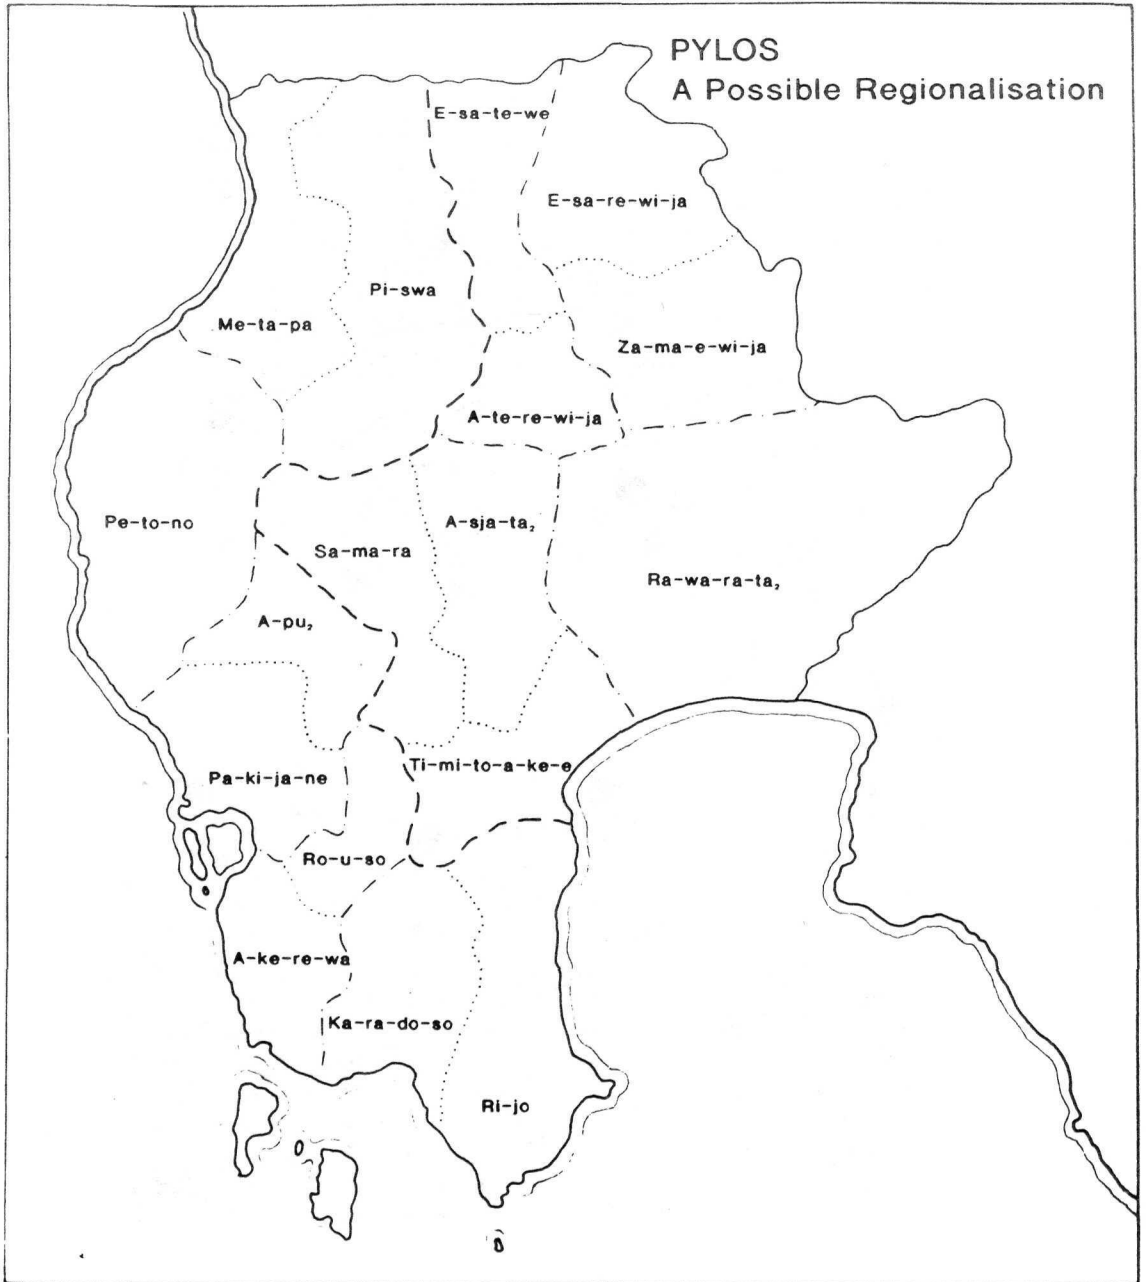 PYLOS
A Possible Regionalisation
E-sa-te-we
E-sa-re-wi-ja
Pi-swa
Me-ta-pa
Za-ma-e-wi-ja
A-te-re-wi-ja
Pe-to-no
A-sja-ta₂
Sa-ma-ra
Ra-wa-ra-ta₂
A-pu₂
Ti-mi-to-a-ke-e
Pa-ki-ja-ne
Ro-u-so
A-ke-re-wa
Ka-ra-do-so
Ri-jo